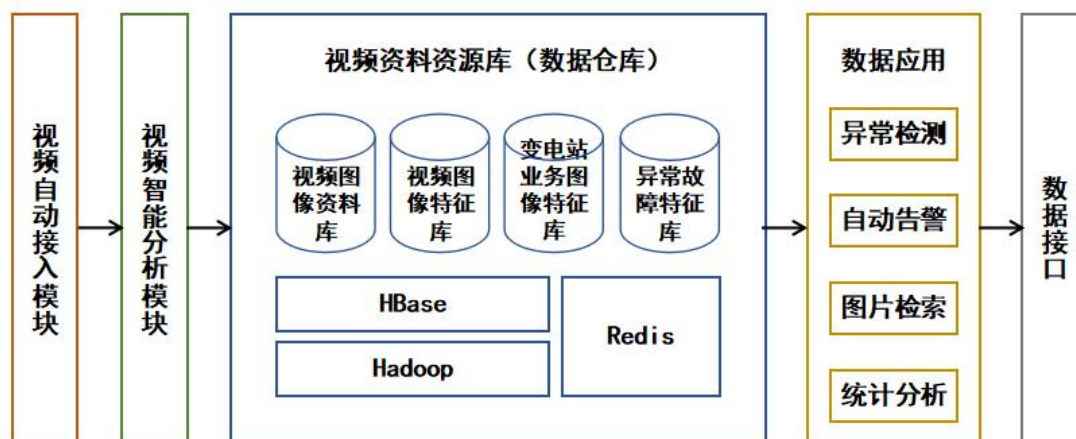 视频自动接入模块
视频智能分析模块
视频资料资源库（数据仓库）
视频图
像资料
库
视频图
像特征
库
变电站
业务图
像特征
库
异常故
障特征
库
HBase
Hadoop
Redis
数据应用
异常检测
自动告警
图片检索
统计分析
数据接口